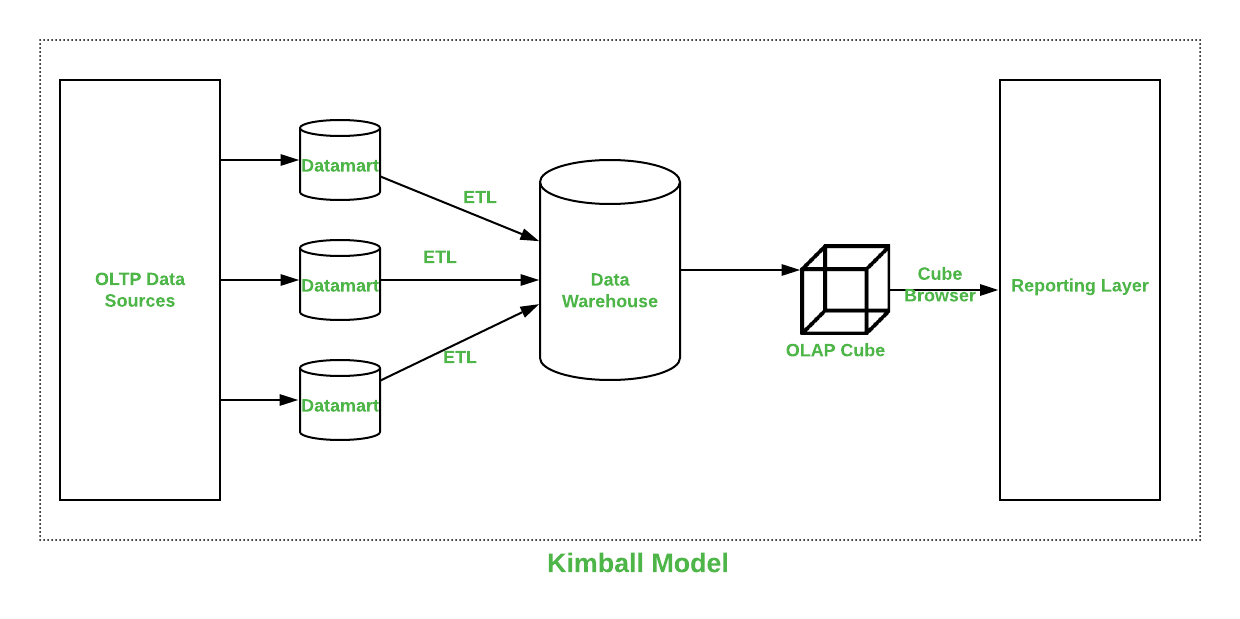 OLTP Data
Sources
Datamart
Datamart
Datamart
ETL
ETL
ETL
Data
Warehouse
OLAP Cube
Cube
Browser
Reporting Layer
Kimball Model